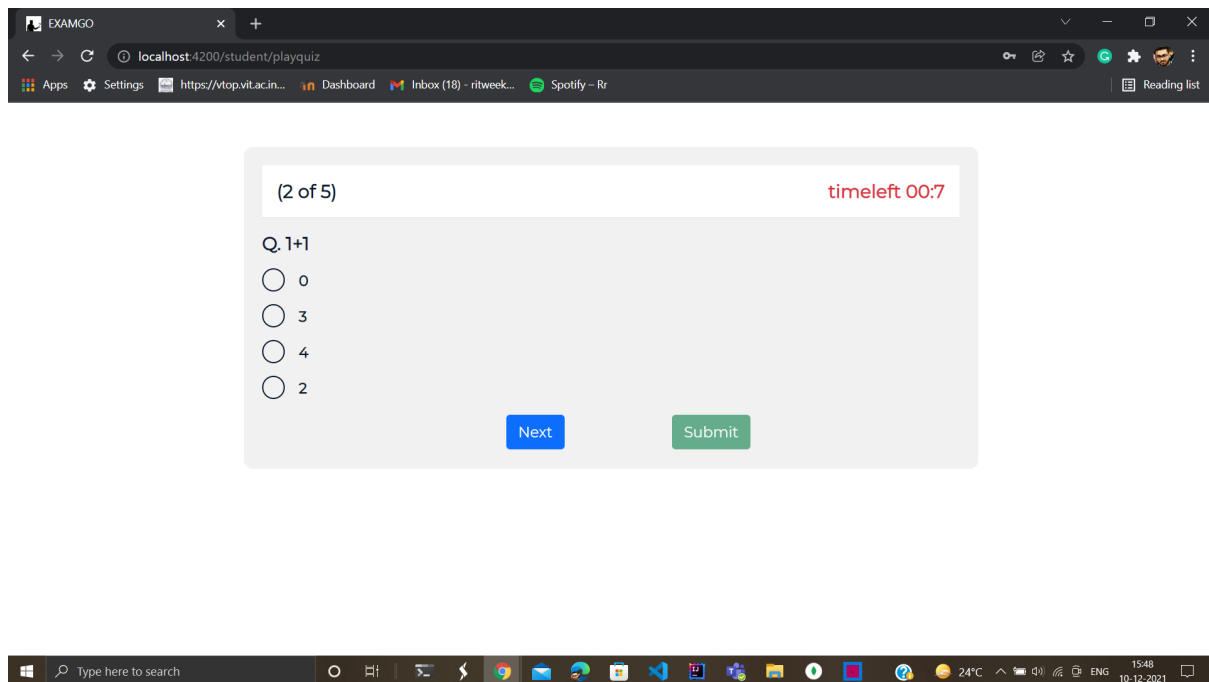 EXAMGO
localhost:4200/student/playquiz
Apps Settings https://vtop.vit.ac.in... Dashboard Inbox (18) - ritweek... Spotify – Rr Reading list
(2 of 5) timeleft 00:7
Q. 1+1
0
3
4
2
Next Submit
Type here to search 24°C ENG 15:48
10-12-2021